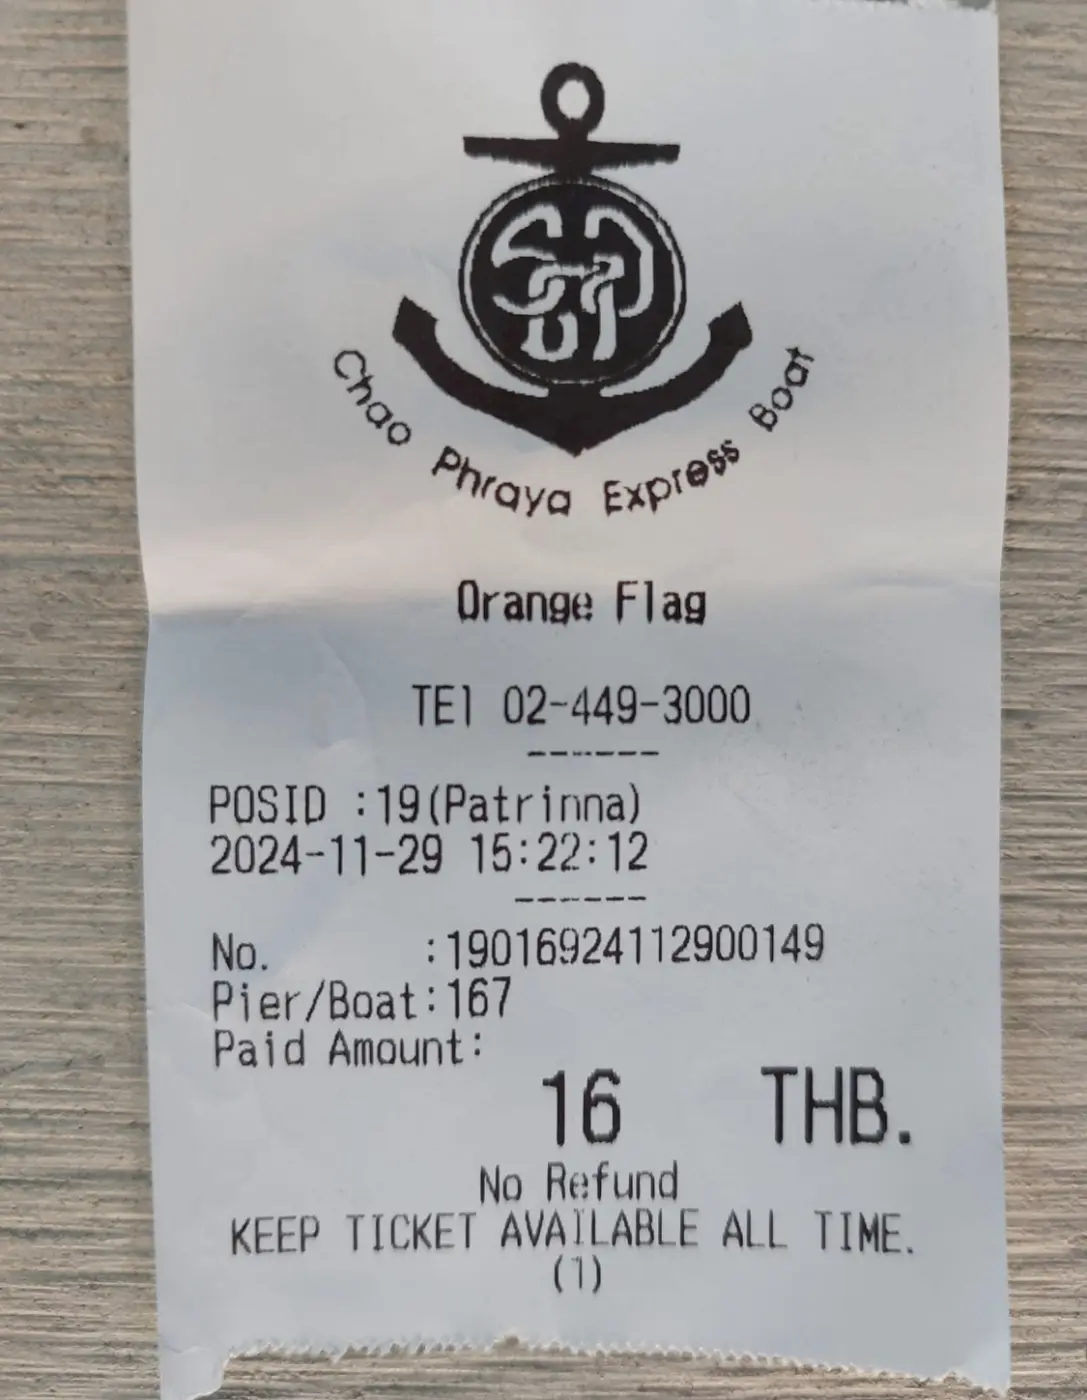 Chao Phraya Express Boat
Orange Flag
TEl 02-449-3000
------
POSID :19(Patrinna)
2024-11-29 15:22:12
------
No. :19016924112900149
Pier/Boat:167
Paid Amount:
16 THB.
No Refund
KEEP TICKET AVAILABLE ALL TIME.
(1)